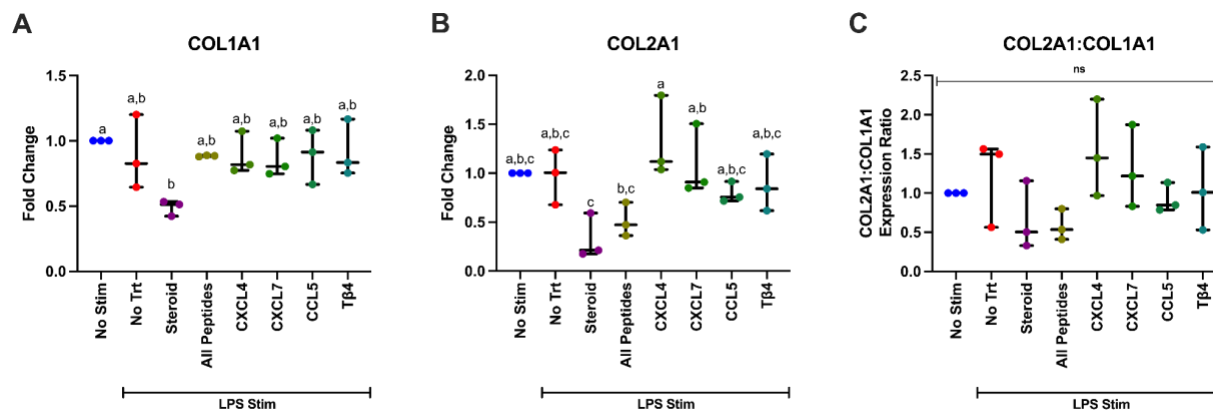 A
COL1A1
Fold Change
1.5
1.0
0.5
0.0
a
a,b
b
a,b
a,b
a,b
a,b
a,b
No Stim
No Trt
Steroid
All Peptides
CXCL4
CXCL7
CCL5
Tβ4
LPS Stim
B
COL2A1
Fold Change
2.0
1.5
1.0
0.5
0.0
a,b,c
a,b,c
c
b,c
a
a,b
a,b,c
a,b,c
No Stim
No Trt
Steroid
All Peptides
CXCL4
CXCL7
CCL5
Tβ4
LPS Stim
C
COL2A1:COL1A1
COL2A1:COL1A1
Expression Ratio
2.5
2.0
1.5
1.0
0.5
0.0
ns
No Stim
No Trt
Steroid
All Peptides
CXCL4
CXCL7
CCL5
Tβ4
LPS Stim